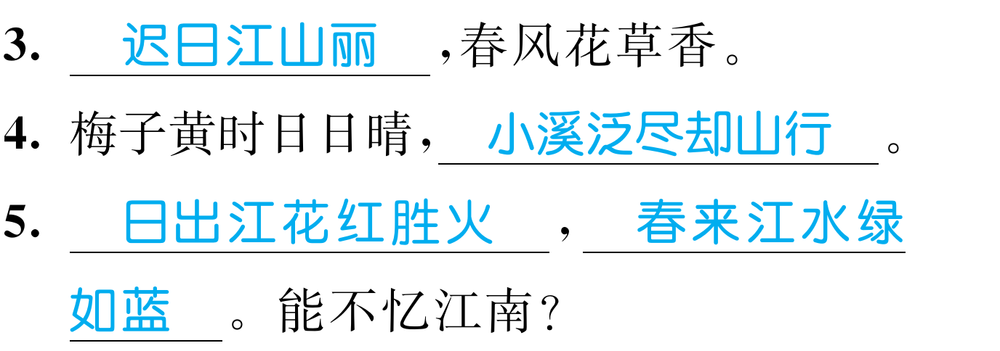 3. 迟日江山丽,春风花草香。
4. 梅子黄时日日晴,小溪泛尽却山行。
5. 日出江花红胜火,春来江水绿
如蓝。能不忆江南?